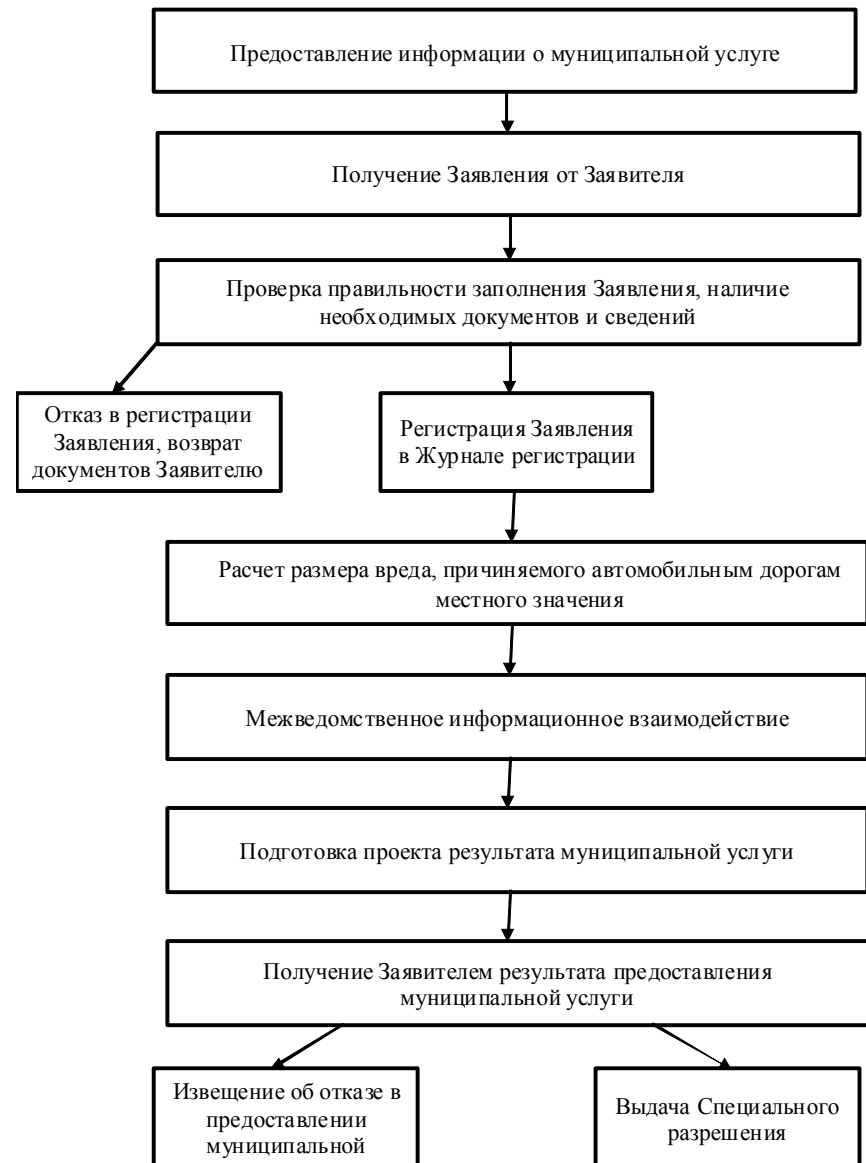 Предоставление информации о муниципальной услуге
Получение Заявления от Заявителя
Проверка правильности заполнения Заявления, наличие
необходимых документов и сведений
Отказ в регистрации
Заявления, возврат
документов Заявителю
Регистрация Заявления
в Журнале регистрации
Расчет размера вреда, причиняемого автомобильным дорогам
местного значения
Межведомственное информационное взаимодействие
Подготовка проекта результата муниципальной услуги
Получение Заявителем результата предоставления
муниципальной услуги
Извещение об отказе в
предоставлении
муниципальной
Выдача Специального
разрешения